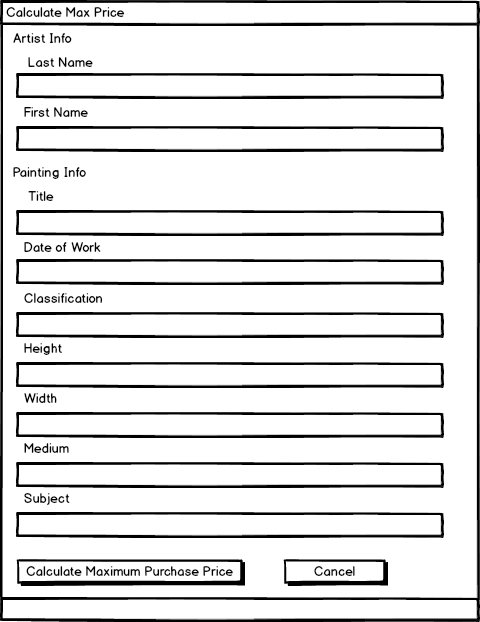 Calculate Max Price
Artist Info
Last Name
First Name
Painting Info
Title
Date of Work
Classification
Height
Width
Medium
Subject
Calculate Maximum Purchase Price
Cancel